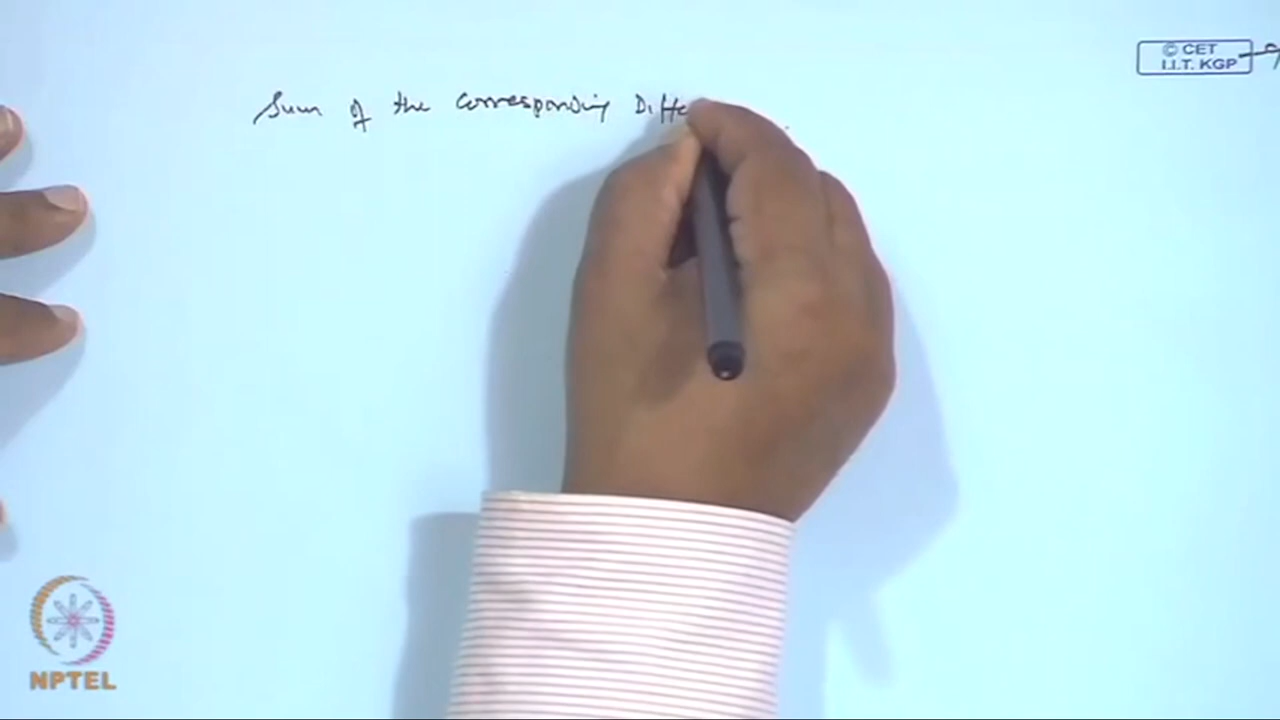 © CET
I.I.T. KGP
Sum of the corresponding Diffe
NPTEL